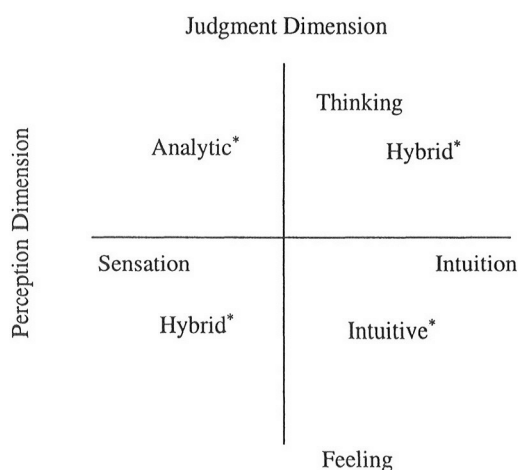 Judgment Dimension
Thinking
Analytic*
Hybrid*
Perception Dimension
Sensation
Intuition
Hybrid*
Intuitive*
Feeling